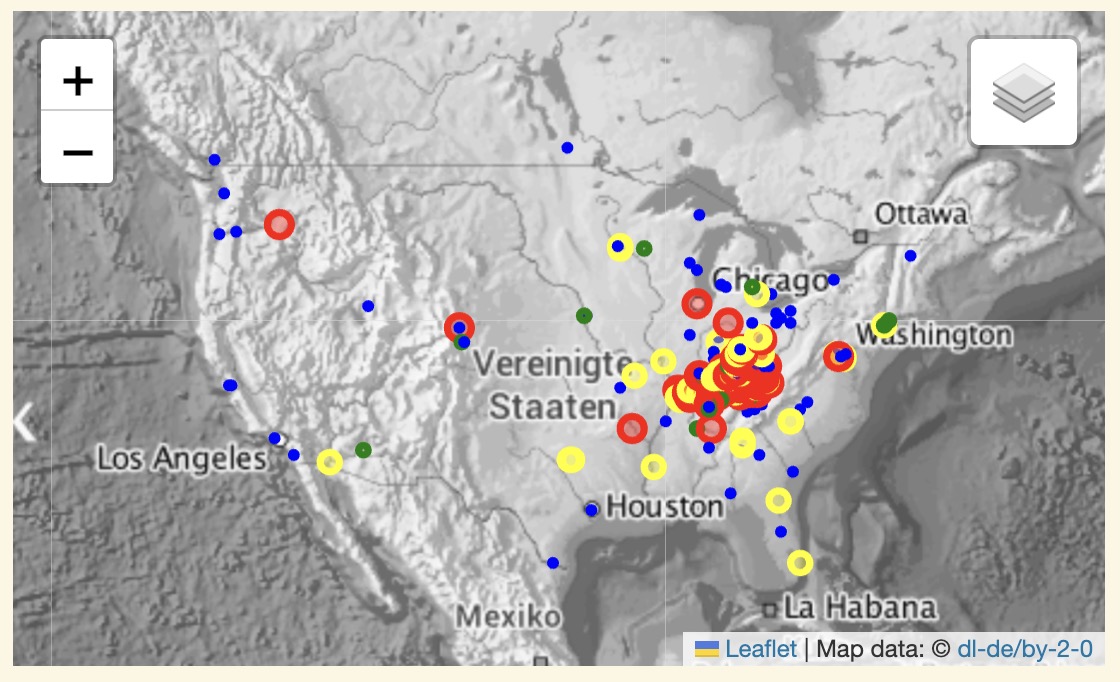 +
−
Ottawa
Chicago
Washington
Vereinigte
Staaten
Los Angeles
Houston
La Habana
Mexiko
Leaflet | Map data: © dl-de/by-2-0